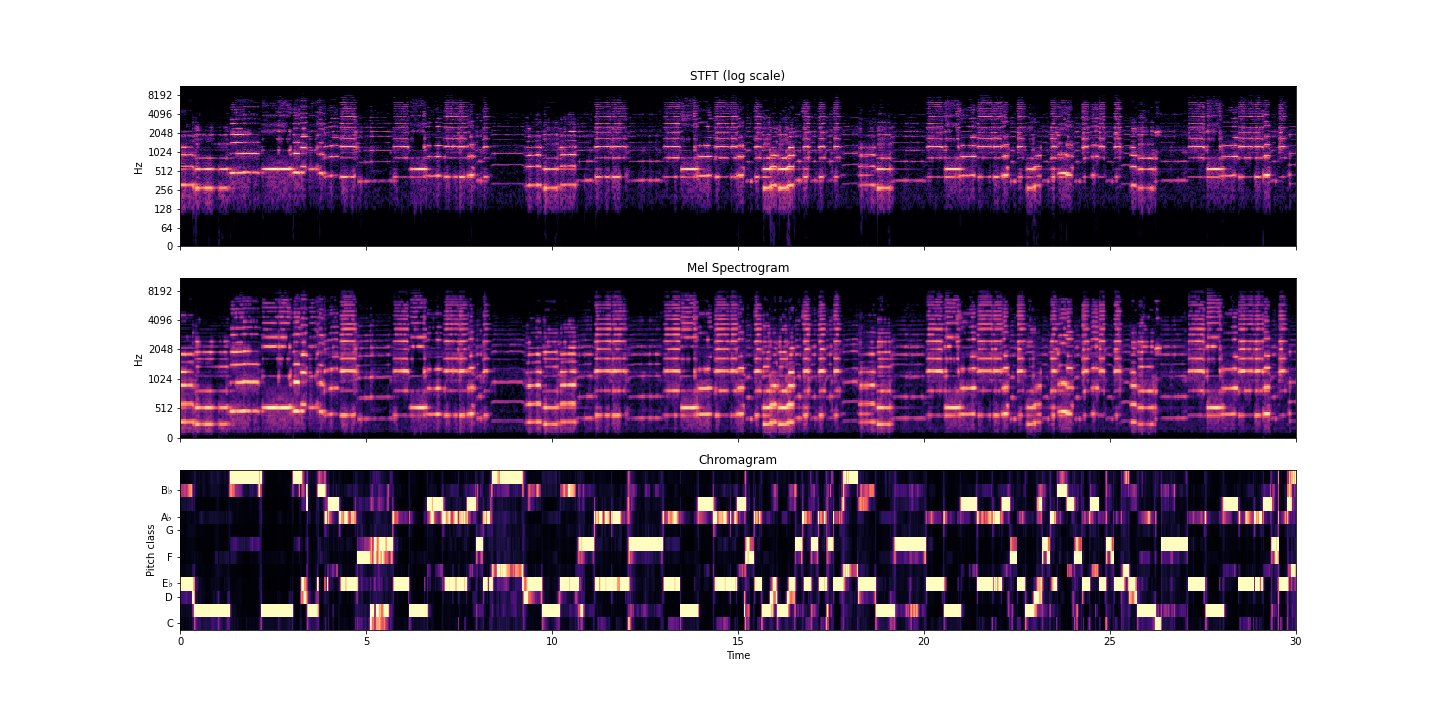 STFT (log scale)
8192
4096
2048
1024
512
256
128
64
0
Hz
Mel Spectrogram
8192
4096
2048
1024
512
0
Hz
Chromagram
B♭
A♭
G
F
E♭
D
C
Pitch class
0 5 10 15 20 25 30
Time